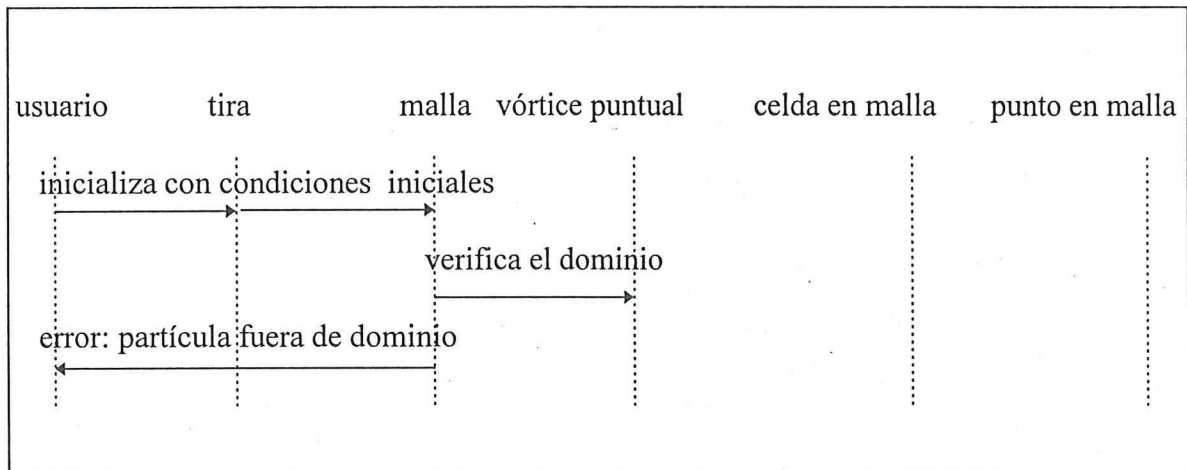 usuario tira malla vórtice puntual celda en malla punto en malla
inicializa con condiciones iniciales
verifica el dominio
error: partícula fuera de dominio